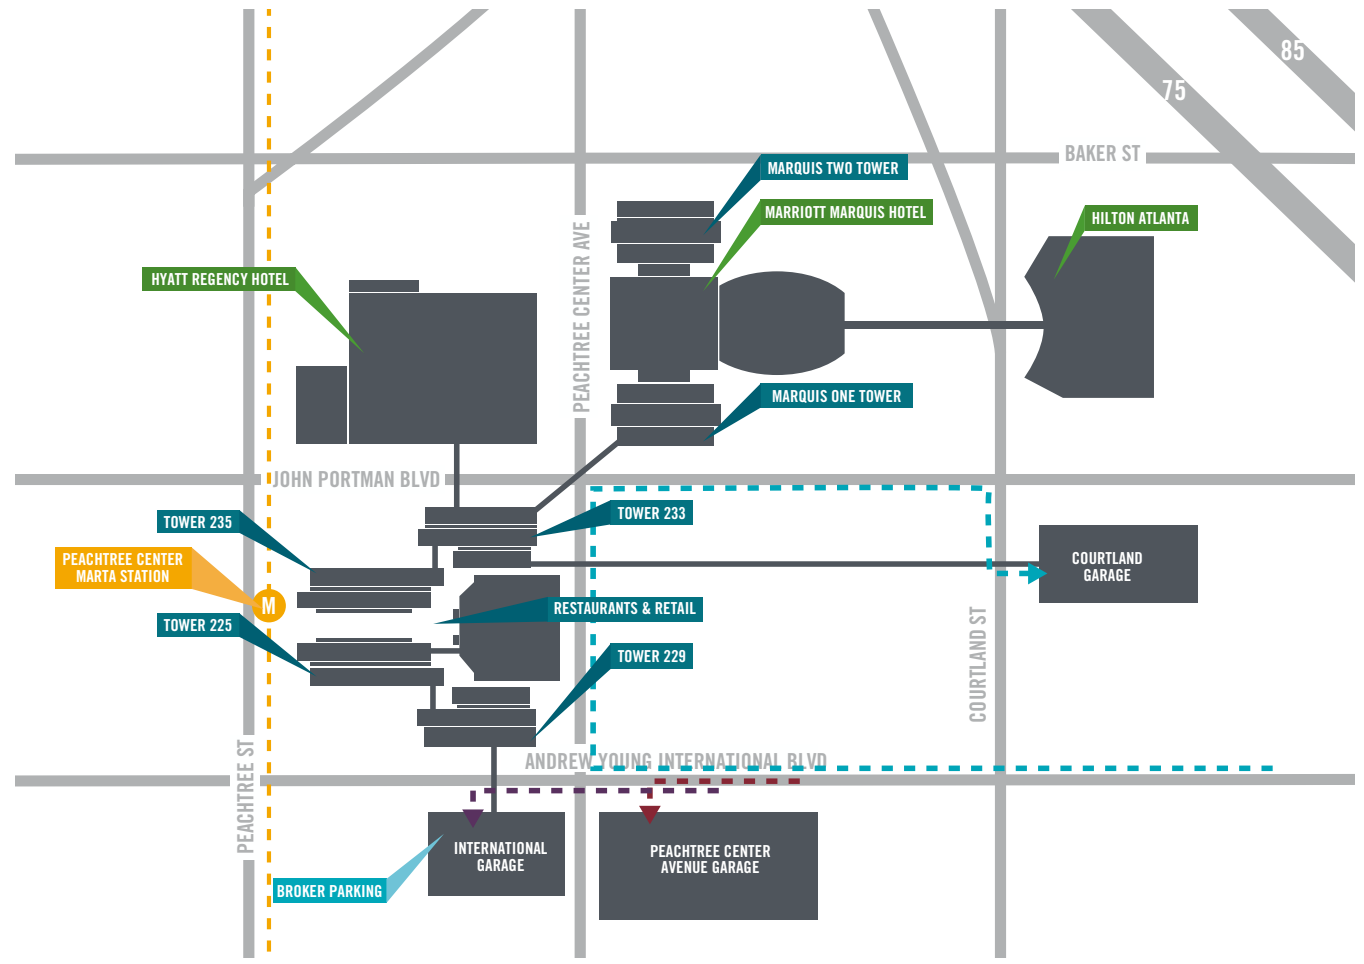 85
75
BAKER ST
MARQUIS TWO TOWER
MARRIOTT MARQUIS HOTEL
HILTON ATLANTA
PEACHTREE CENTER AVE
HYATT REGENCY HOTEL
MARQUIS ONE TOWER
JOHN PORTMAN BLVD
TOWER 235
TOWER 233
PEACHTREE CENTER
MARTA STATION
COURTLAND
GARAGE
M
RESTAURANTS & RETAIL
TOWER 225
TOWER 229
COURTLAND ST
ANDREW YOUNG INTERNATIONAL BLVD
PEACHTREE ST
INTERNATIONAL
GARAGE
PEACHTREE CENTER
AVENUE GARAGE
BROKER PARKING